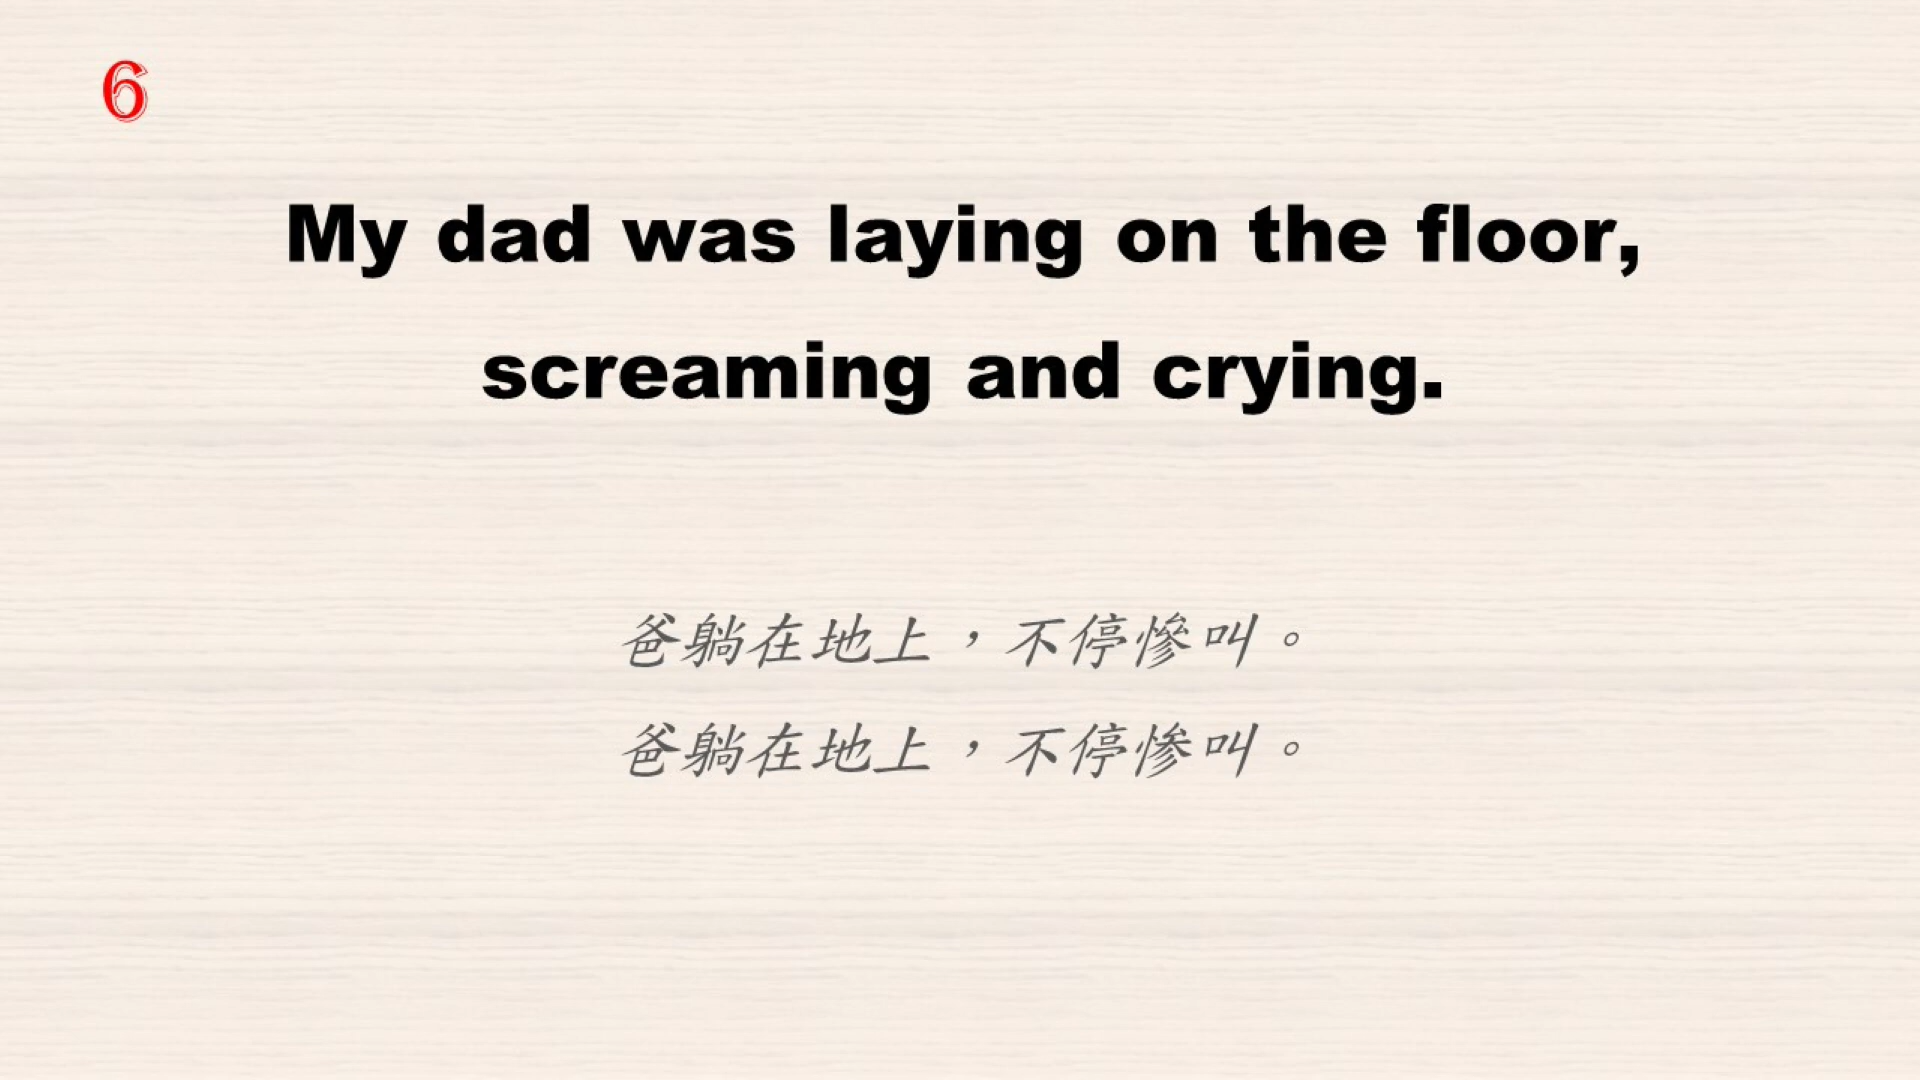 6
My dad was laying on the floor,
screaming and crying.
爸躺在地上，不停慘叫。
爸躺在地上，不停惨叫。